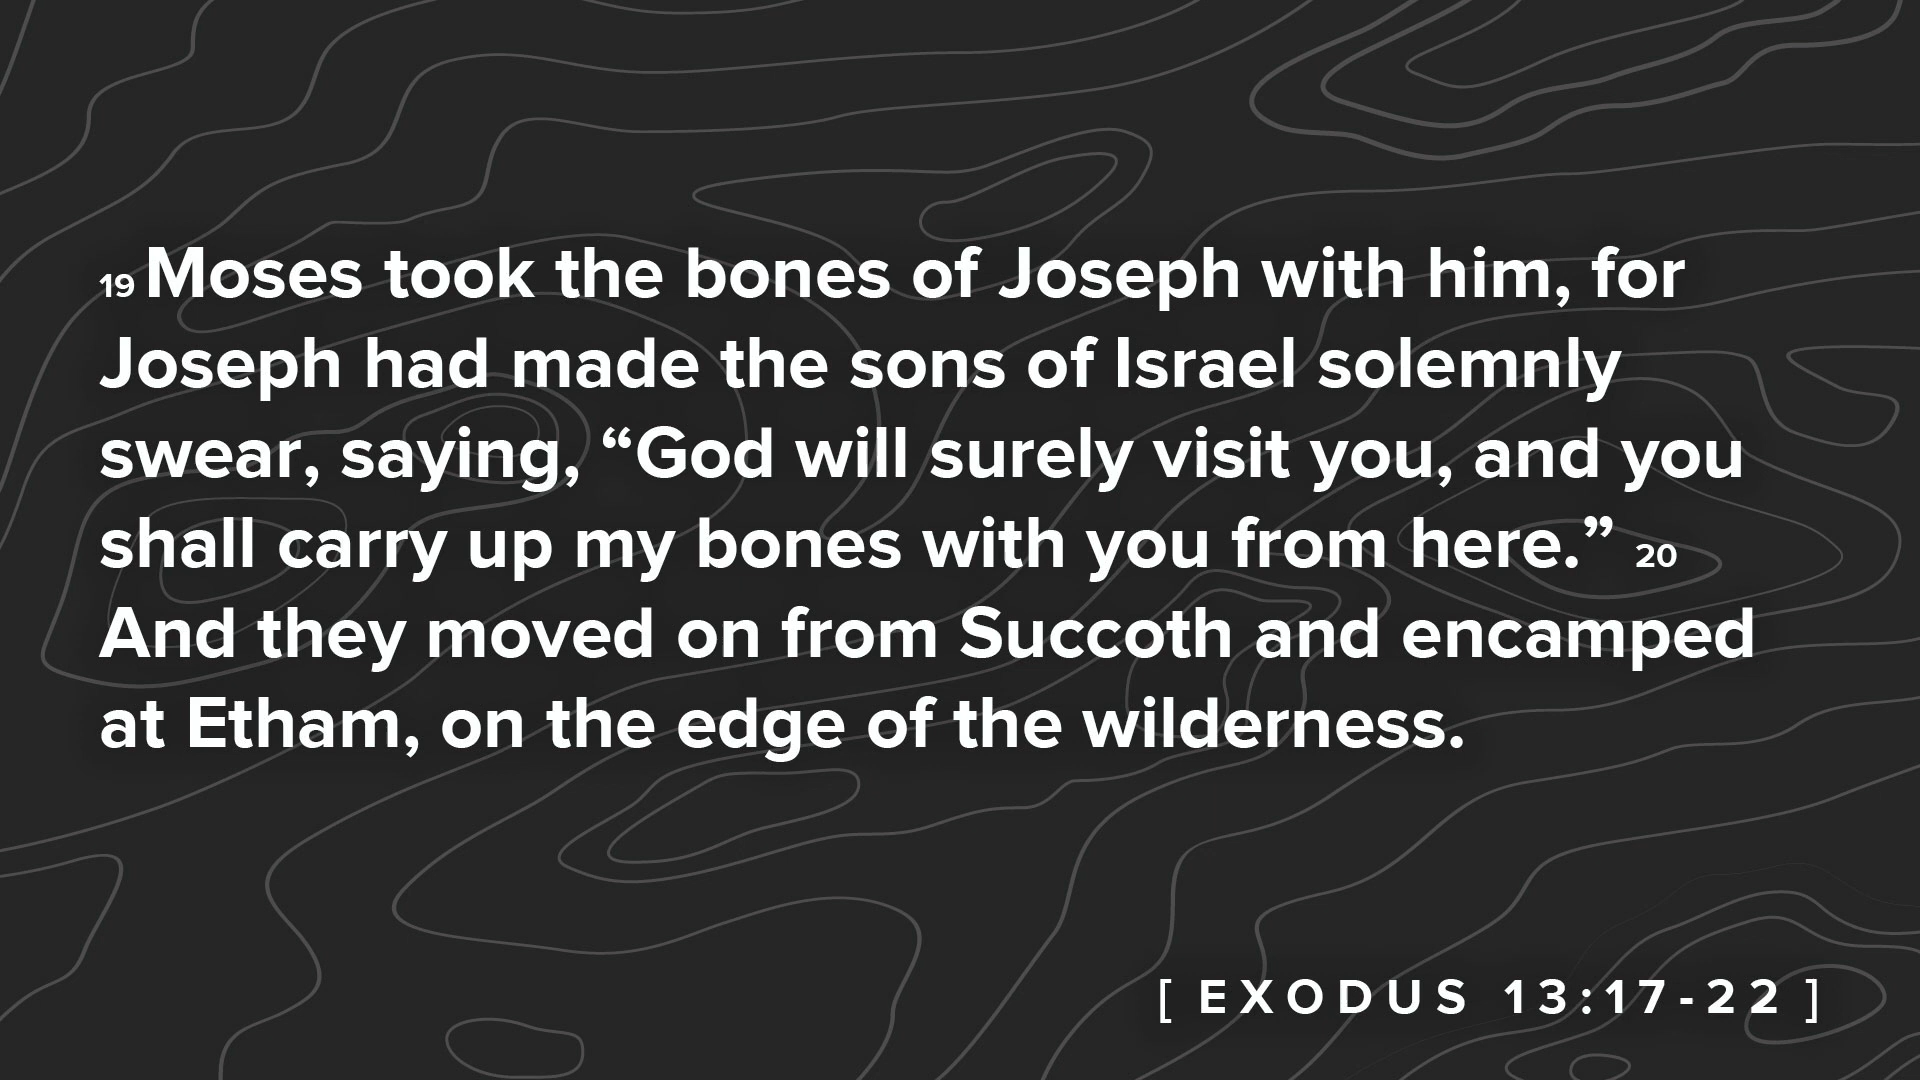 19 Moses took the bones of Joseph with him, for
Joseph had made the sons of Israel solemnly
swear, saying, “God will surely visit you, and you
shall carry up my bones with you from here.” 20
And they moved on from Succoth and encamped
at Etham, on the edge of the wilderness.
[ EXODUS 13:17-22 ]